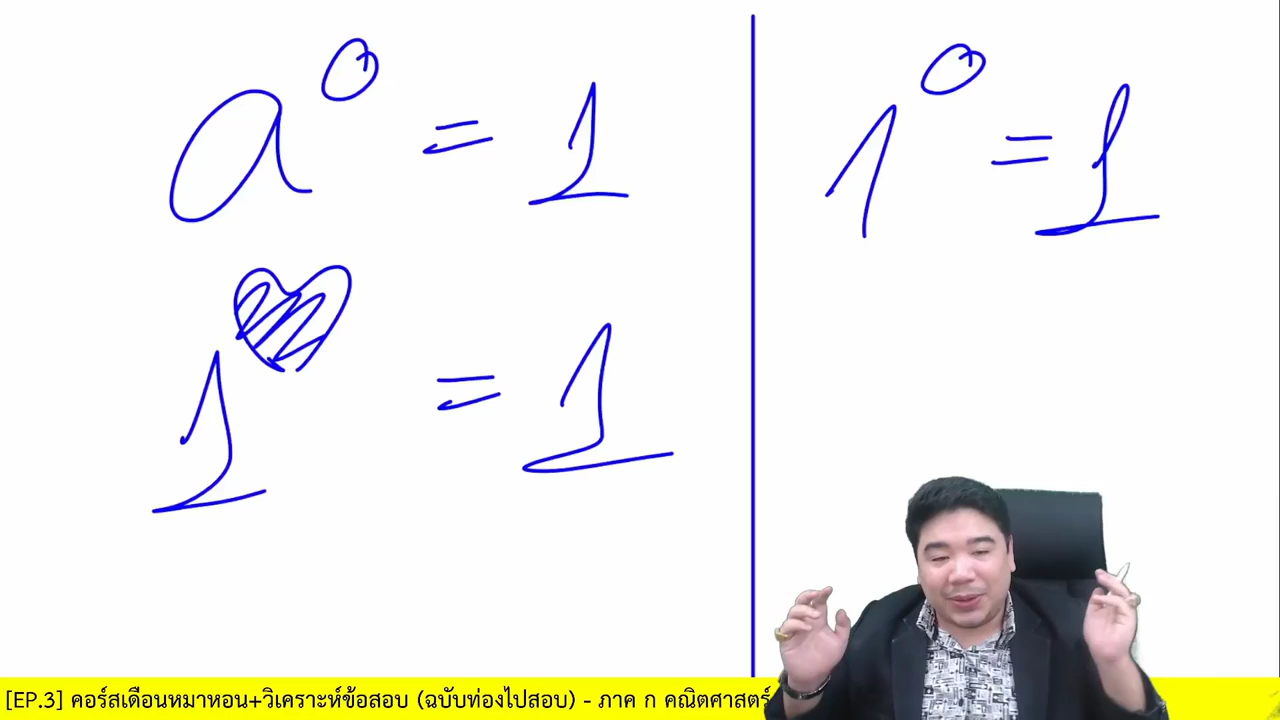 a⁰ = 1
1⁰ = 1
1♥ = 1
[EP.3] คอร์สเดือนหมาหอน+วิเคราะห์ข้อสอบ (ฉบับท่องไปสอบ) - ภาค ก คณิตศาสตร์